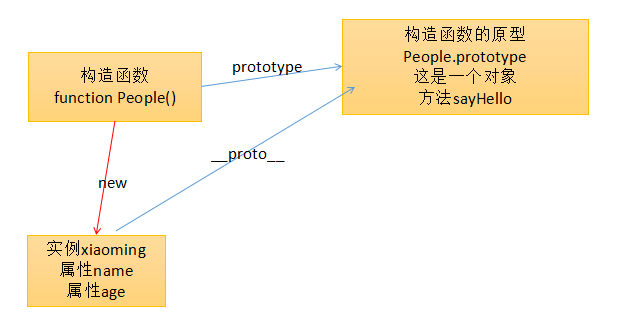 构造函数
function People()
prototype
构造函数的原型
People.prototype
这是一个对象
方法sayHello
__proto__
new
实例xiaoming
属性name
属性age